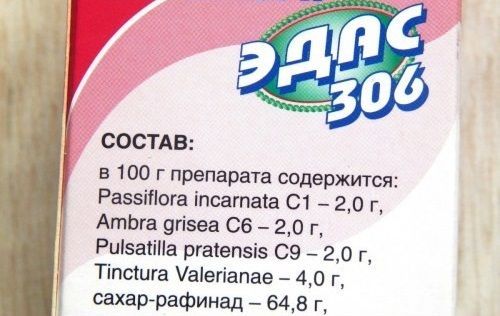 ЭДАС
306
СОСТАВ:
в 100 г препарата содержится:
Passiflora incarnata C1 – 2,0 г,
Ambra grisea C6 – 2,0 г,
Pulsatilla pratensis C9 – 2,0 г,
Tinctura Valerianae – 4,0 г,
сахар-рафинад – 64,8 г,